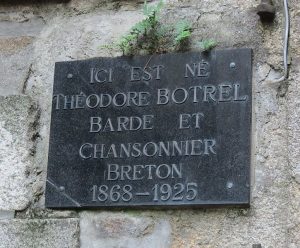 ICI EST NÉ
THÉODORE BOTREL
BARDE ET
CHANSONNIER
BRETON
1868-1925